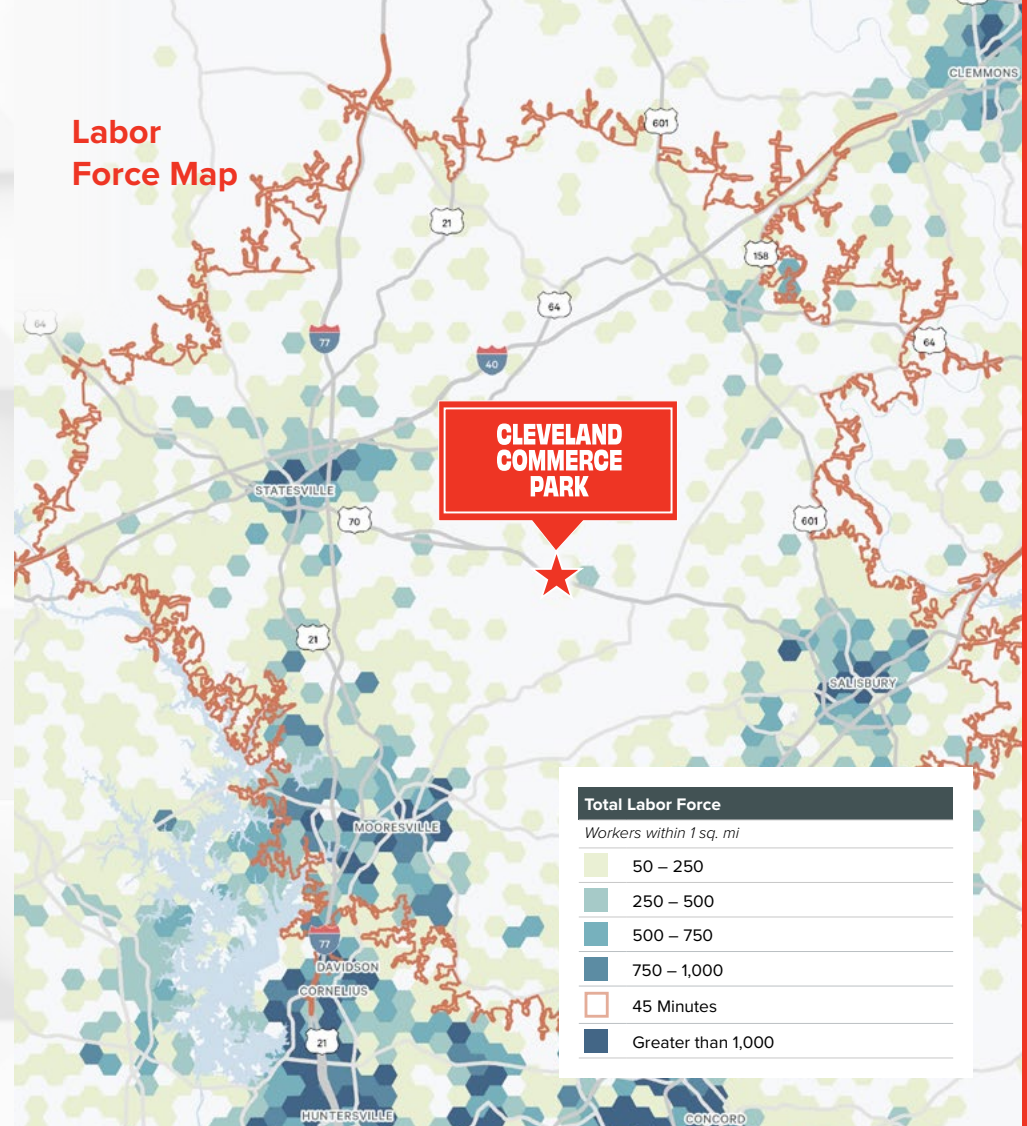 Labor
Force Map
CLEMMONS
601
21
158
64
64
77
64
40
CLEVELAND
COMMERCE
PARK
STATESVILLE
70
601
21
SALISBURY
MOORESVILLE
77
DAVIDSON
CORNELIUS
21
HUNTERSVILLE
CONCORD
Total Labor Force
Workers within 1 sq. mi
50 – 250
250 – 500
500 – 750
750 – 1,000
45 Minutes
Greater than 1,000